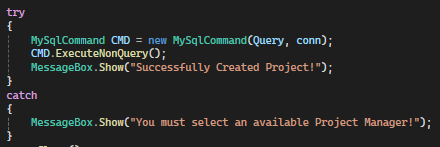 try
{
MySqlCommand CMD = new MySqlCommand(Query, conn);
CMD.ExecuteNonQuery();
MessageBox.Show("Successfully Created Project!");
}
catch
{
MessageBox.Show("You must select an available Project Manager!");
}